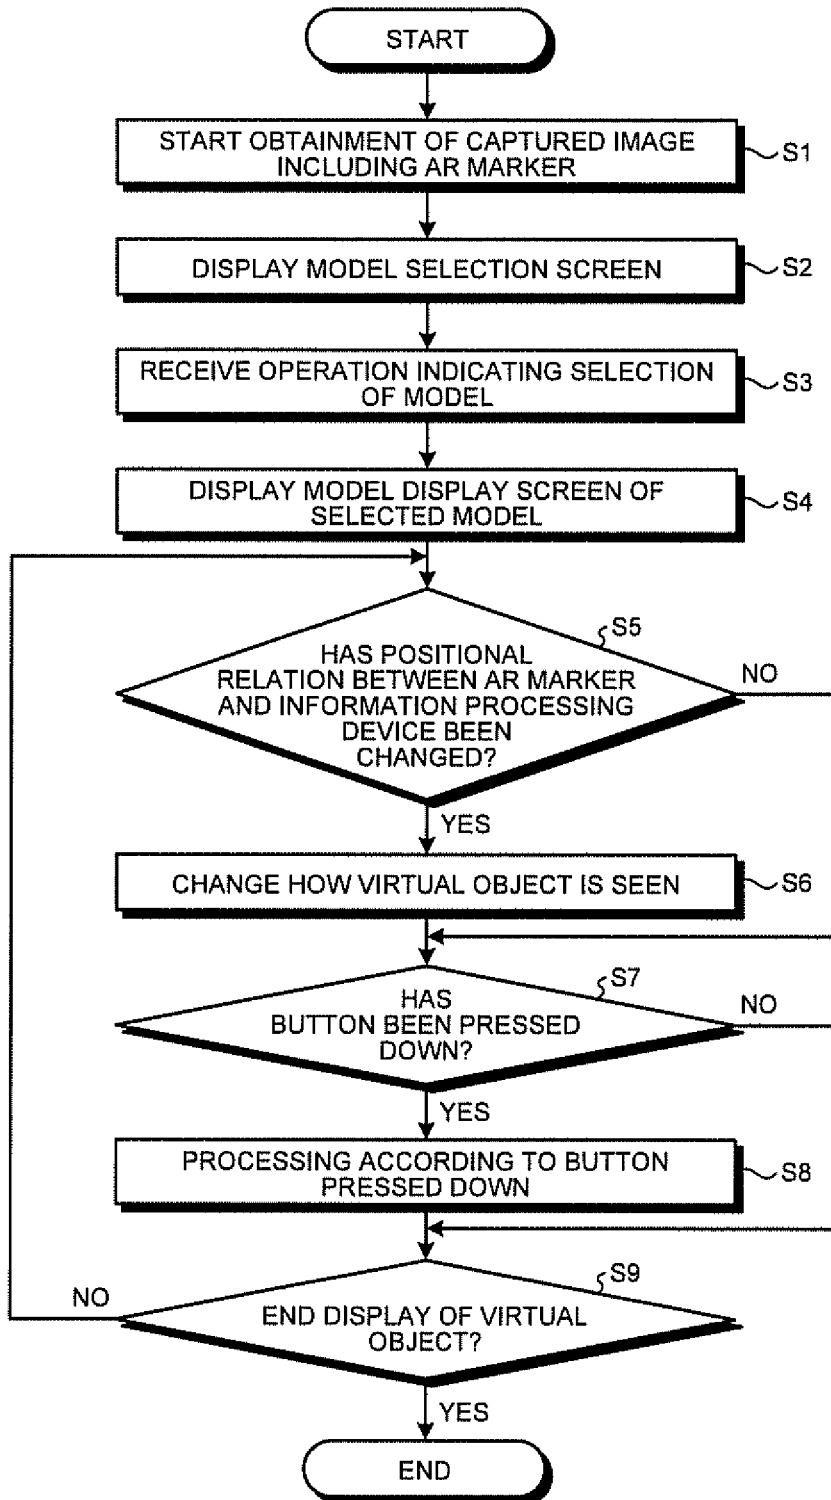 START
START OBTAINMENT OF CAPTURED IMAGE
INCLUDING AR MARKER
S1
DISPLAY MODEL SELECTION SCREEN
S2
RECEIVE OPERATION INDICATING SELECTION
OF MODEL
S3
DISPLAY MODEL DISPLAY SCREEN OF
SELECTED MODEL
S4
S5
HAS POSITIONAL
RELATION BETWEEN AR MARKER
AND INFORMATION PROCESSING
DEVICE BEEN
CHANGED?
NO
YES
CHANGE HOW VIRTUAL OBJECT IS SEEN
S6
S7
HAS
BUTTON BEEN PRESSED
DOWN?
NO
YES
PROCESSING ACCORDING TO BUTTON
PRESSED DOWN
S8
S9
NO
END DISPLAY OF VIRTUAL
OBJECT?
YES
END